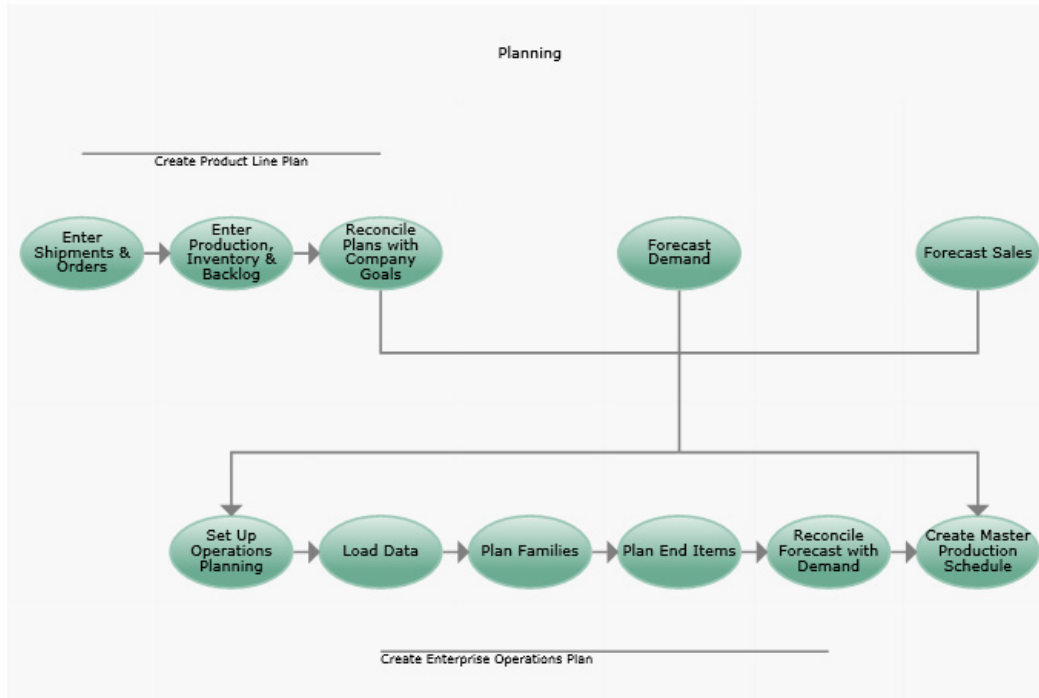 Planning
Create Product Line Plan
Enter
Shipments &
Orders
Enter
Production,
Inventory &
Backlog
Reconcile
Plans with
Company
Goals
Forecast
Demand
Forecast Sales
Set Up
Operations
Planning
Load Data
Plan Families
Plan End Items
Reconcile
Forecast with
Demand
Create Master
Production
Schedule
Create Enterprise Operations Plan